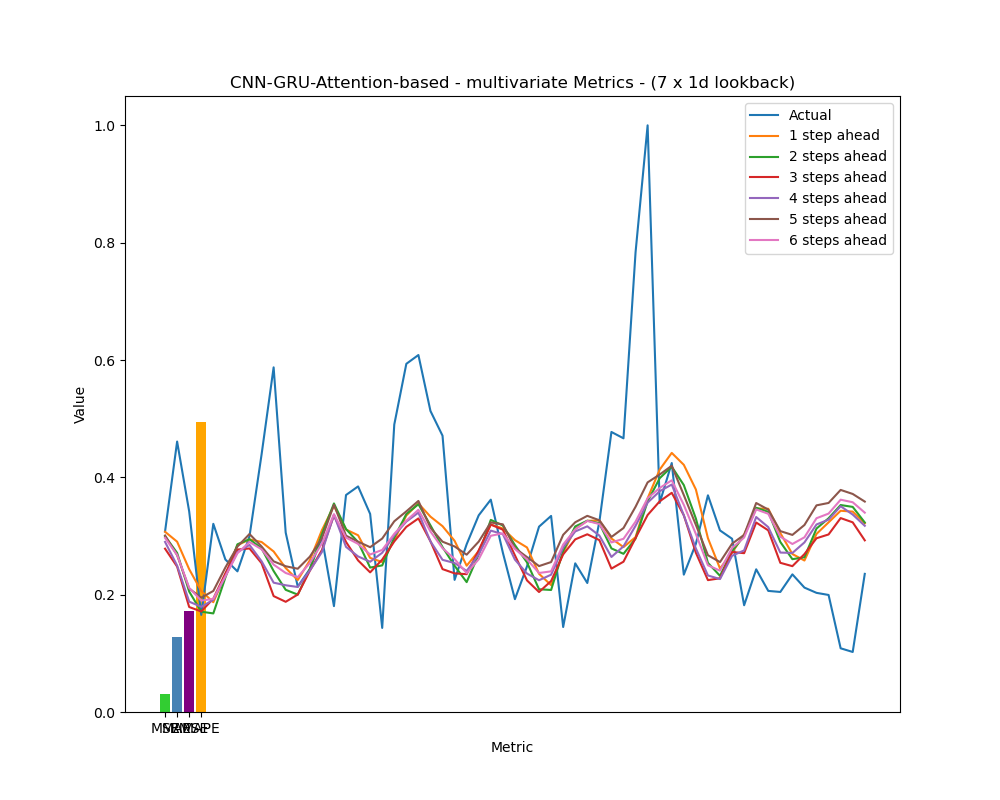 CNN-GRU-Attention-based - multivariate Metrics - (7 x 1d lookback)
Actual
1 step ahead
2 steps ahead
3 steps ahead
4 steps ahead
5 steps ahead
6 steps ahead
1.0
0.8
0.6
0.4
0.2
0.0
Value
Metric